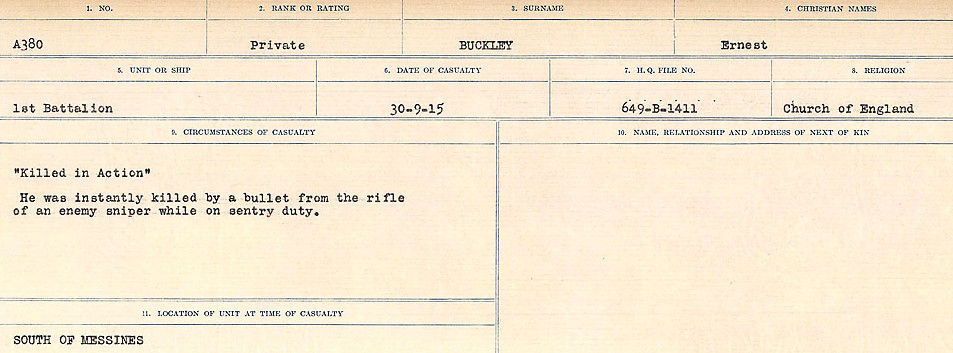 1. NO. 2. RANK OR RATING 3. SURNAME 4. CHRISTIAN NAMES
A380 Private BUCKLEY Ernest
5. UNIT OR SHIP 6. DATE OF CASUALTY 7. H.Q. FILE NO. 8. RELIGION
1st Battalion 30-9-15 649-B-1411 Church of England
9. CIRCUMSTANCES OF CASUALTY
"Killed in Action"
He was instantly killed by a bullet from the rifle
of an enemy sniper while on sentry duty.
10. NAME, RELATIONSHIP AND ADDRESS OF NEXT OF KIN
11. LOCATION OF UNIT AT TIME OF CASUALTY
SOUTH OF MESSINES